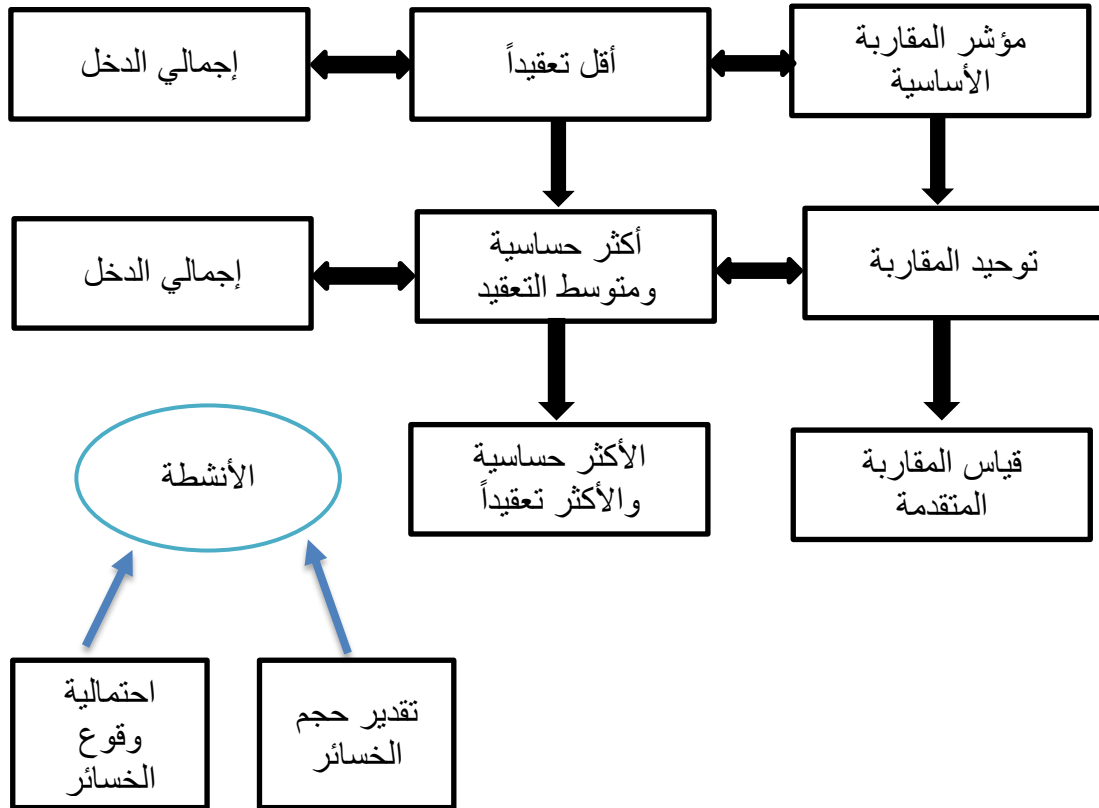 مؤشر المقاربة
الأساسية
أقل تعقيداً
إجمالي الدخل
توحيد المقاربة
أكثر حساسية
ومتوسط التعقيد
إجمالي الدخل
قياس المقاربة
المتقدمة
الأكثر حساسية
والأكثر تعقيداً
الأنشطة
تقدير حجم
الخسائر
احتمالية
وقوع
الخسائر